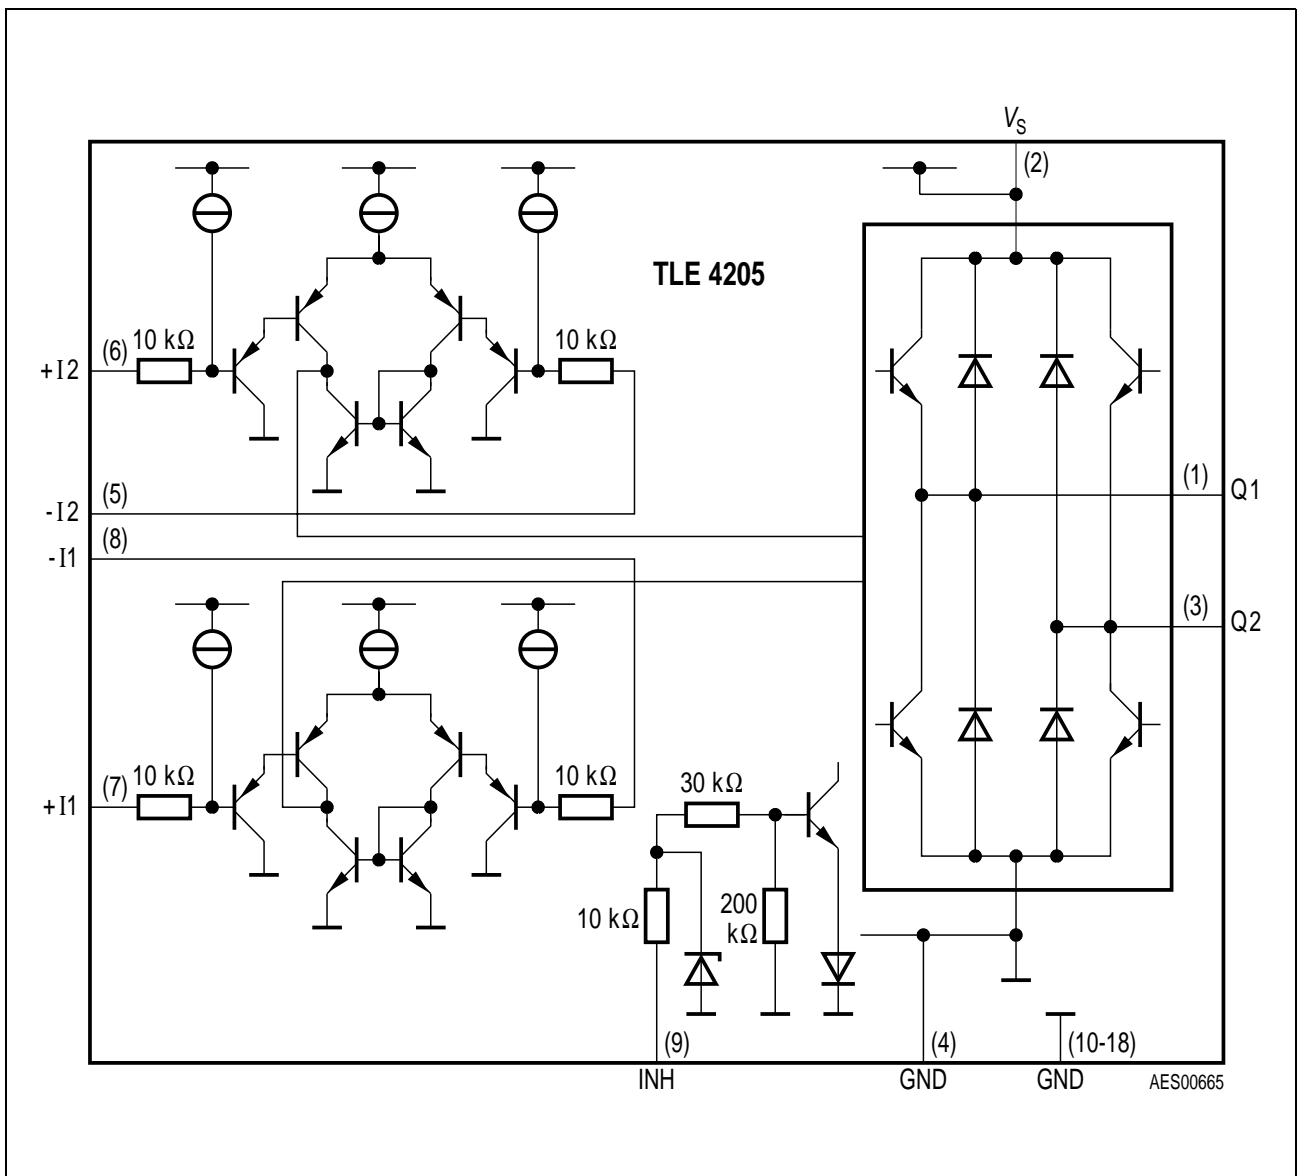 VS
(2)
TLE 4205
10 kΩ
10 kΩ
+I2
(6)
(5)
-I2
(8)
-I1
(1)
Q1
(3)
Q2
+I1
(7)
10 kΩ
10 kΩ
30 kΩ
10 kΩ
200
kΩ
(9)
(4)
(10-18)
INH
GND
GND
AES00665